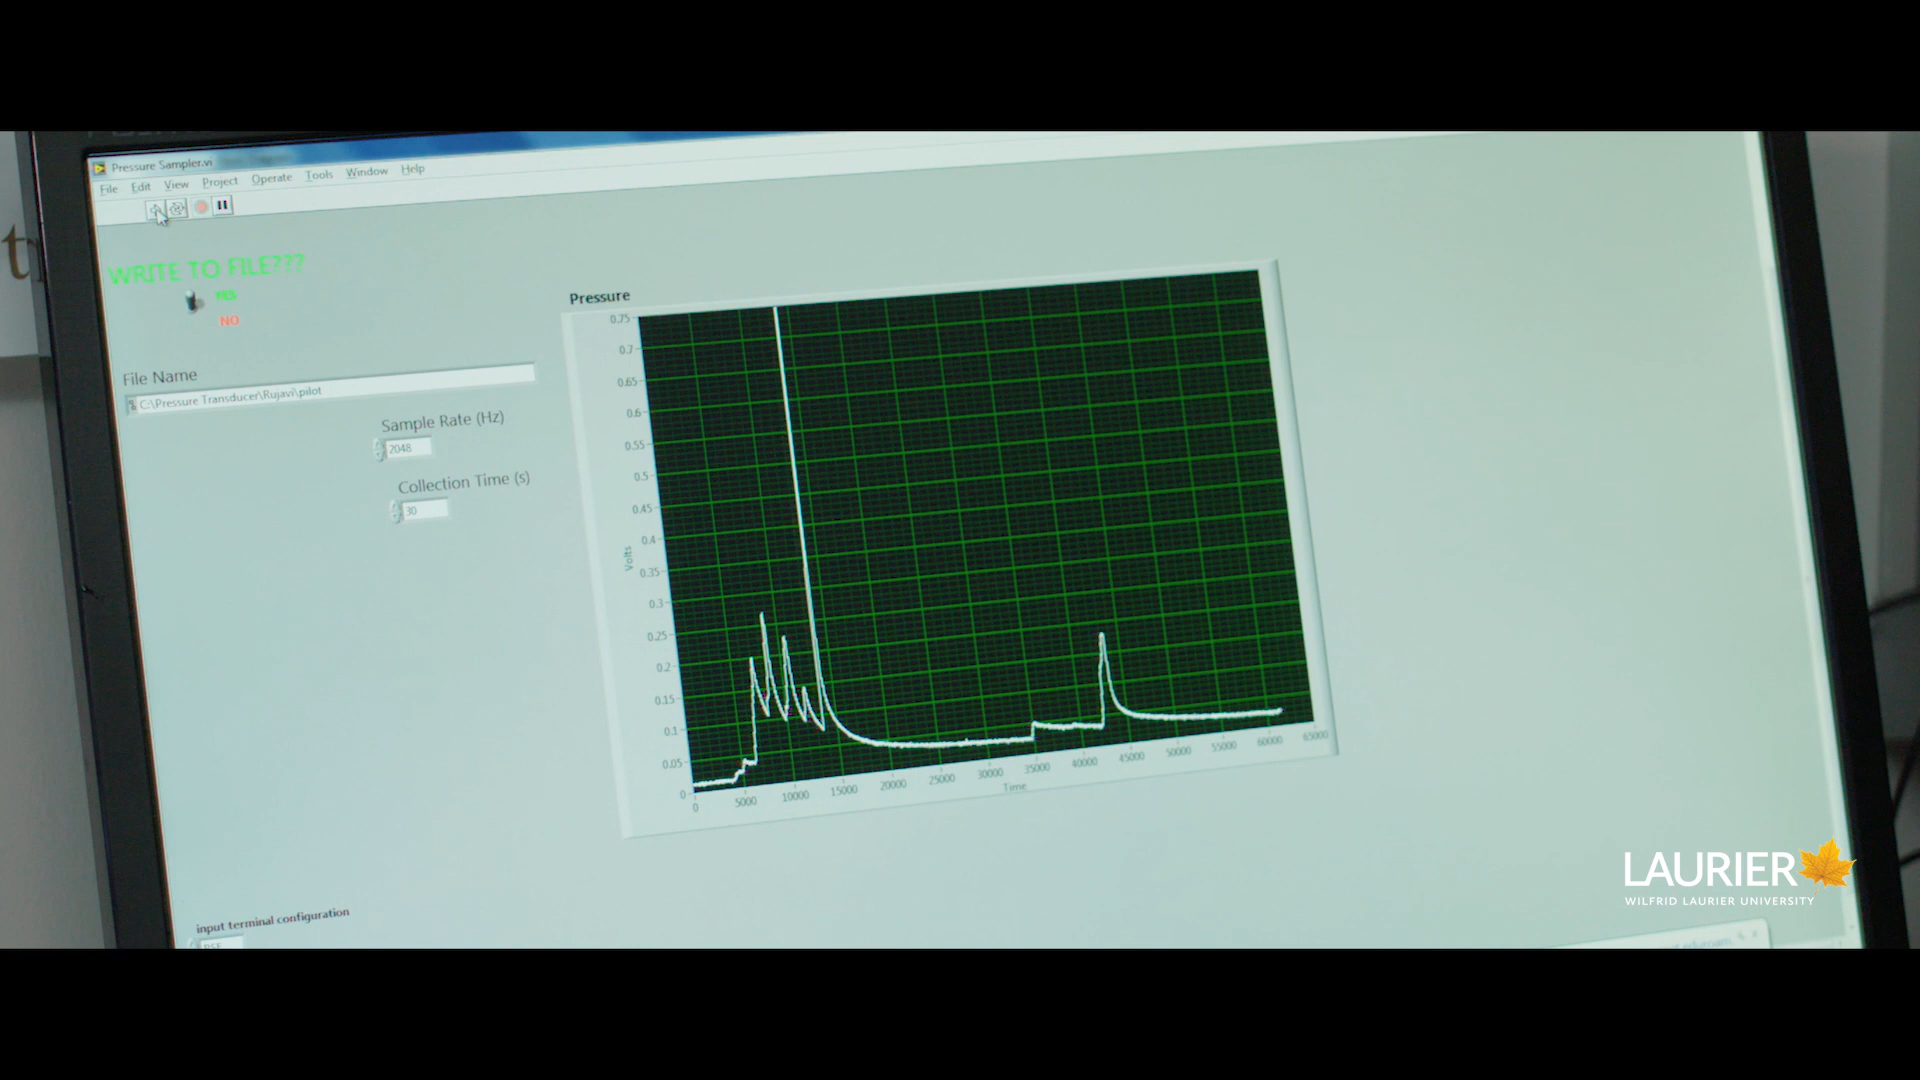 Pressure Sampler.vi
File Edit View Project Operate Tools Window Help
WRITE TO FILE???
YES
NO
File Name
C:\Pressure Transducer\Rujavi\pilot
Sample Rate (Hz)
2048
Collection Time (s)
30
Pressure
0.75
0.7
0.65
0.6
0.55
0.5
0.45
0.4
0.35
0.3
0.25
0.2
0.15
0.1
0.05
0
Volts
0 5000 10000 15000 20000 25000 30000 35000 40000 45000 50000 55000 60000 65000
Time
input terminal configuration
RSE
LAURIER
WILFRID LAURIER UNIVERSITY